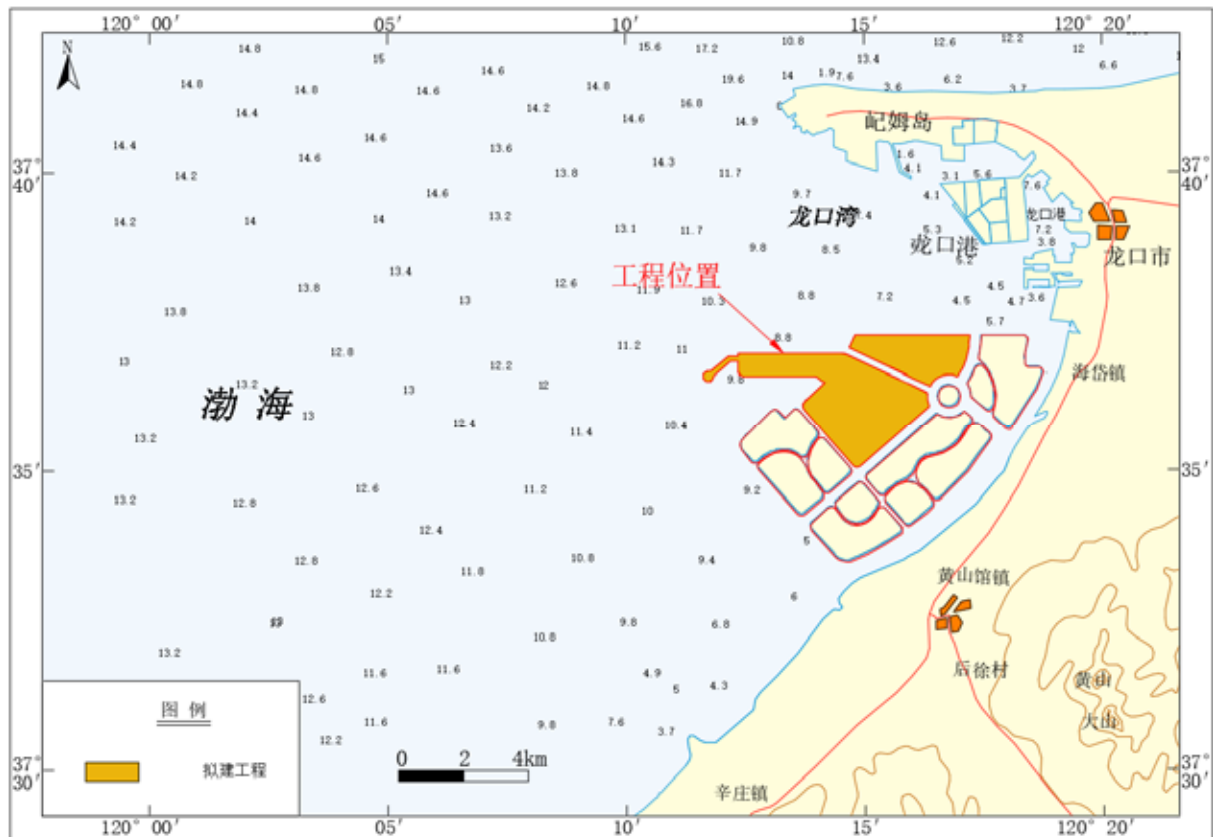 120° 00′ 05′ 10′ 15′ 120° 20′
N
15.6 17.2 10.8 12.6 12.2 12
14.8 15 13.4 6.6
14.6 19.6 14 1.9 7.6 6.2
14.8 14.8 14.6 14.8 3.6 3.7
14.4 14.2 16.8
14.6 14.6 14.9 屺姆岛
37° 40′ 14.4 14.6 13.6 14.3 1.6 37° 40′
14.2 13.8 11.7 4.1 3.1 5.6
14.6 9.7 4.1 7.6
14.2 14 14 13.2 龙口湾 龙口港
13.1 11.7 5.3 7.2
9.8 8.5 龙口港 3.8 龙口市
13.4 工程位置 5.2
13.8 12.6 11.9 4.5
13 10.3 8.8 7.2 4.5 4.7 3.6
13.8 5.7
11.2 11 8.8
13 12.8 12.2 海岱镇
13.2 13 12 9.8
渤海
13 12.4 11.4 10.4
13.2
35′ 35′
12.6 11.2 9.2
13.2 12.8 10
12.4 5
12.8 10.8 9.4
11.8 黄山馆镇
12.2 6
9.8 6.8
10.8
13.2 11.6 11.6 4.9 后徐村
5 4.3 黄山
12.6
图 例 11.6 9.8 7.6 大山
12.2 3.7
37° 30′ 拟建工程 0 2 4km 37° 30′
辛庄镇
120° 00′ 05′ 10′ 15′ 120° 20′